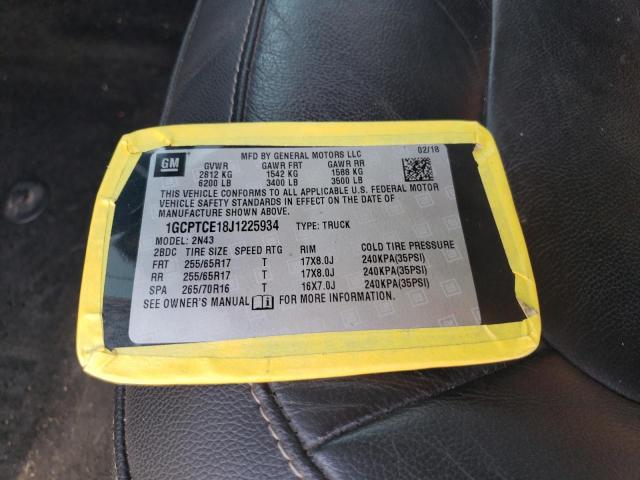 GM MFD BY GENERAL MOTORS LLC 02/18
GVWR GAWR FRT GAWR RR
2812 KG 1542 KG 1588 KG
6200 LB 3400 LB 3500 LB
THIS VEHICLE CONFORMS TO ALL APPLICABLE U.S. FEDERAL MOTOR
VEHICLE SAFETY STANDARDS IN EFFECT ON THE DATE OF
MANUFACTURE SHOWN ABOVE.
1GCPTCE18J1225934 TYPE: TRUCK
MODEL: 2N43
2BDC TIRE SIZE SPEED RTG RIM COLD TIRE PRESSURE
FRT 255/65R17 T 17X8.0J 240KPA(35PSI)
RR 255/65R17 T 17X8.0J 240KPA(35PSI)
SPA 265/70R16 T 16X7.0J 240KPA(35PSI)
SEE OWNER'S MANUAL FOR MORE INFORMATION.